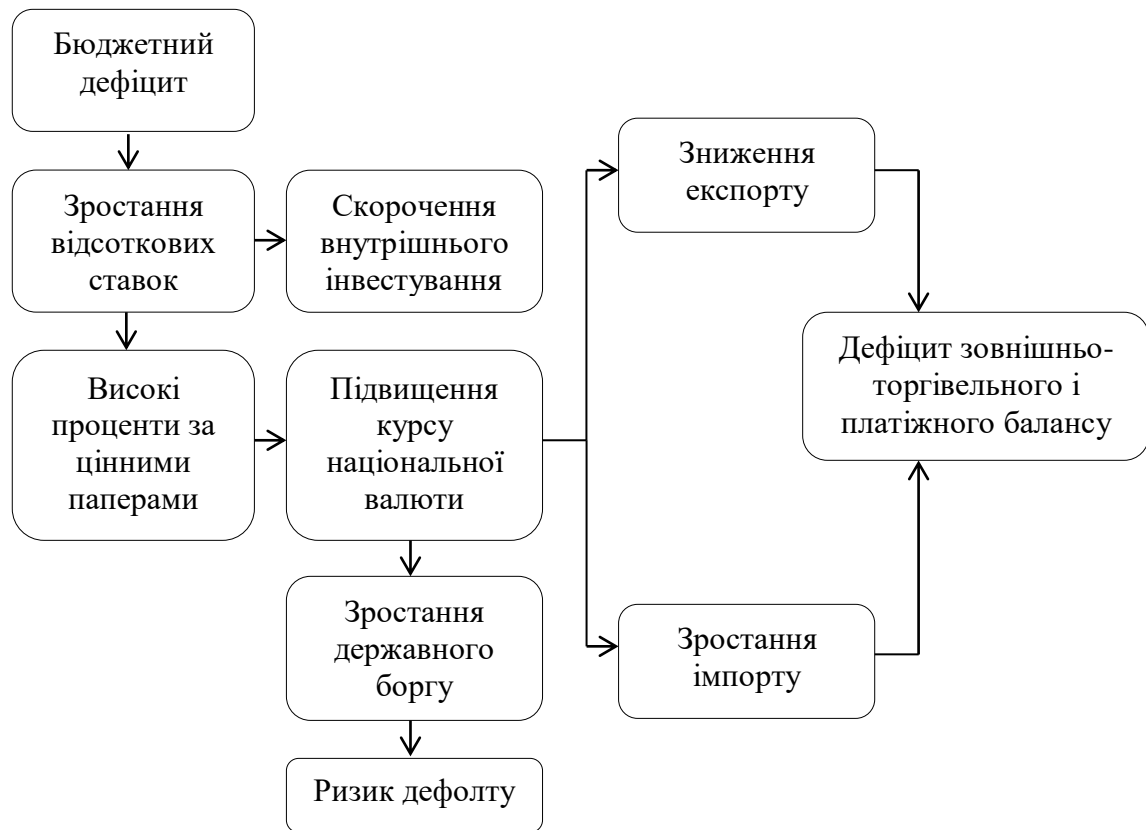 Бюджетний
дефіцит
Зростання
відсоткових
ставок
Скорочення
внутрішнього
інвестування
Високі
проценти за
цінними
паперами
Підвищення
курсу
національної
валюти
Зниження
експорту
Дефіцит зовнішньо-
торгівельного і
платіжного балансу
Зростання
імпорту
Зростання
державного
боргу
Ризик дефолту